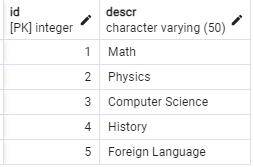 id descr
[PK] integer character varying (50)
1 Math
2 Physics
3 Computer Science
4 History
5 Foreign Language